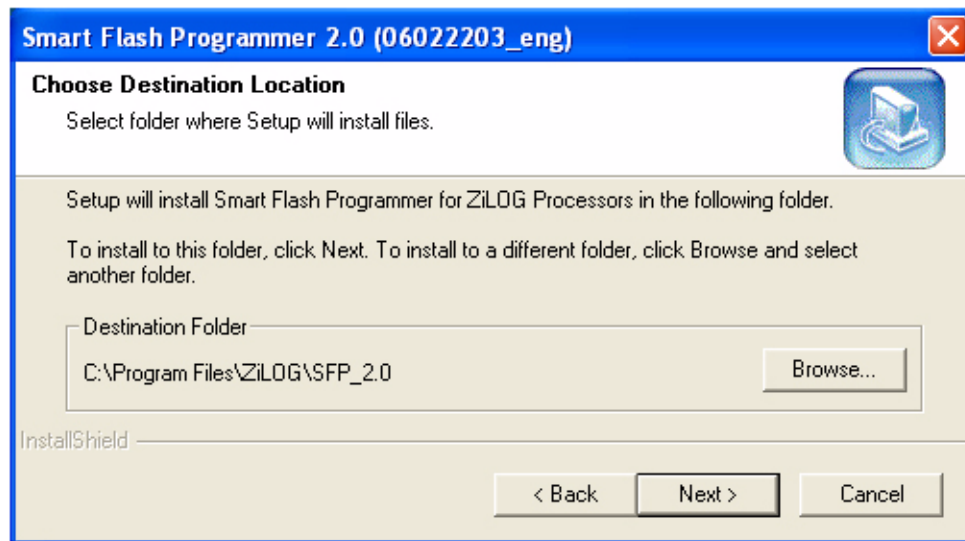 Smart Flash Programmer 2.0 (06022203_eng)
Choose Destination Location
Select folder where Setup will install files.
Setup will install Smart Flash Programmer for ZiLOG Processors in the following folder.
To install to this folder, click Next. To install to a different folder, click Browse and select
another folder.
Destination Folder
C:\Program Files\ZiLOG\SFP_2.0
Browse...
InstallShield
< Back
Next >
Cancel